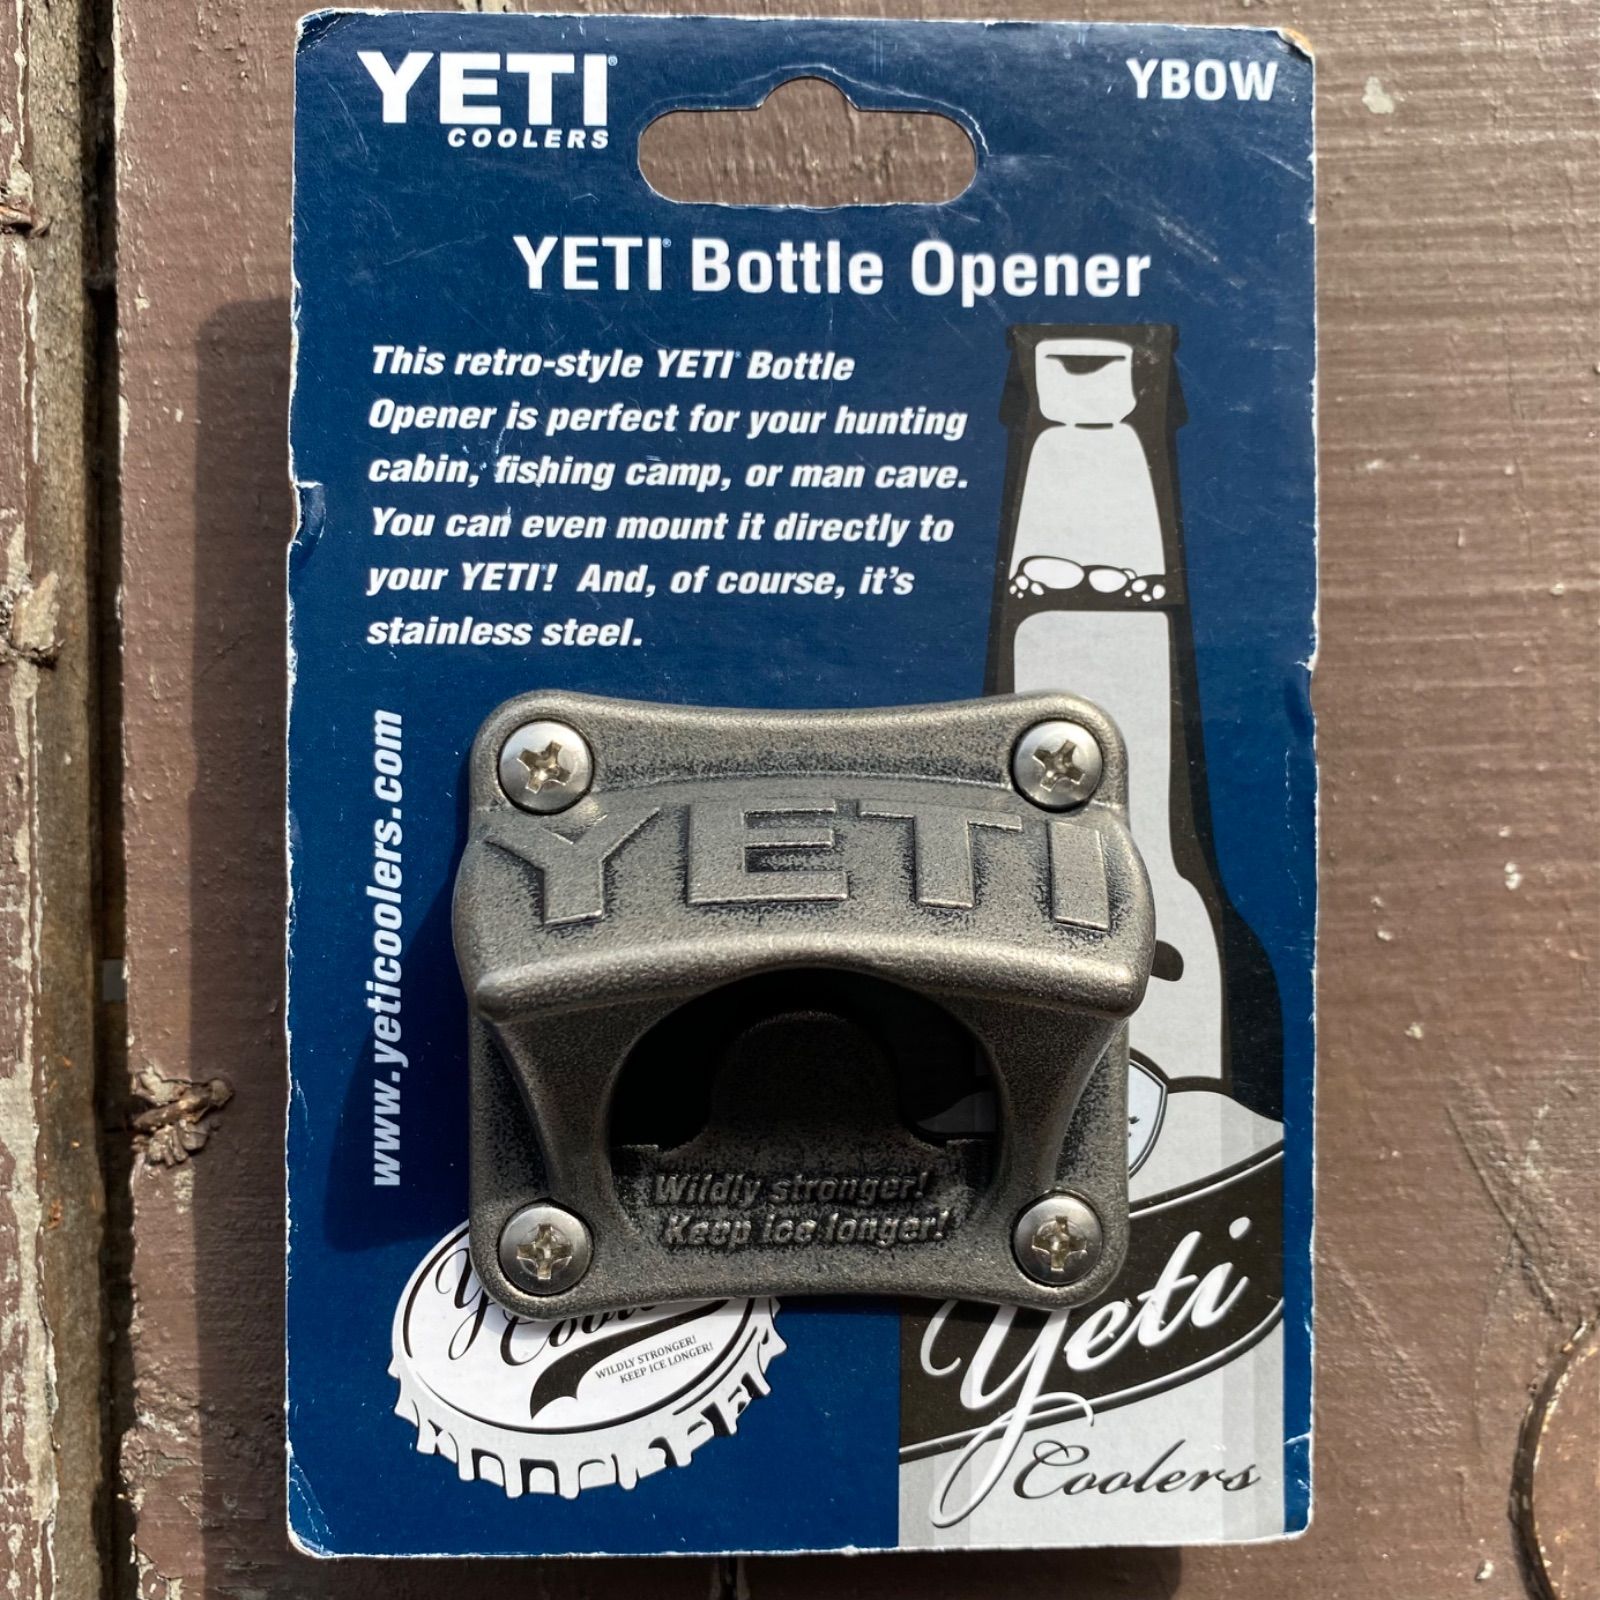 YETI®
COOLERS
YBOW
YETI® Bottle Opener
This retro-style YETI® Bottle
Opener is perfect for your hunting
cabin, fishing camp, or man cave.
You can even mount it directly to
your YETI®! And, of course, it's
stainless steel.
www.yeticoolers.com
YETI
Wildly stronger!
Keep ice longer!
WILDLY STRONGER!
KEEP ICE LONGER!
Yeti
Coolers